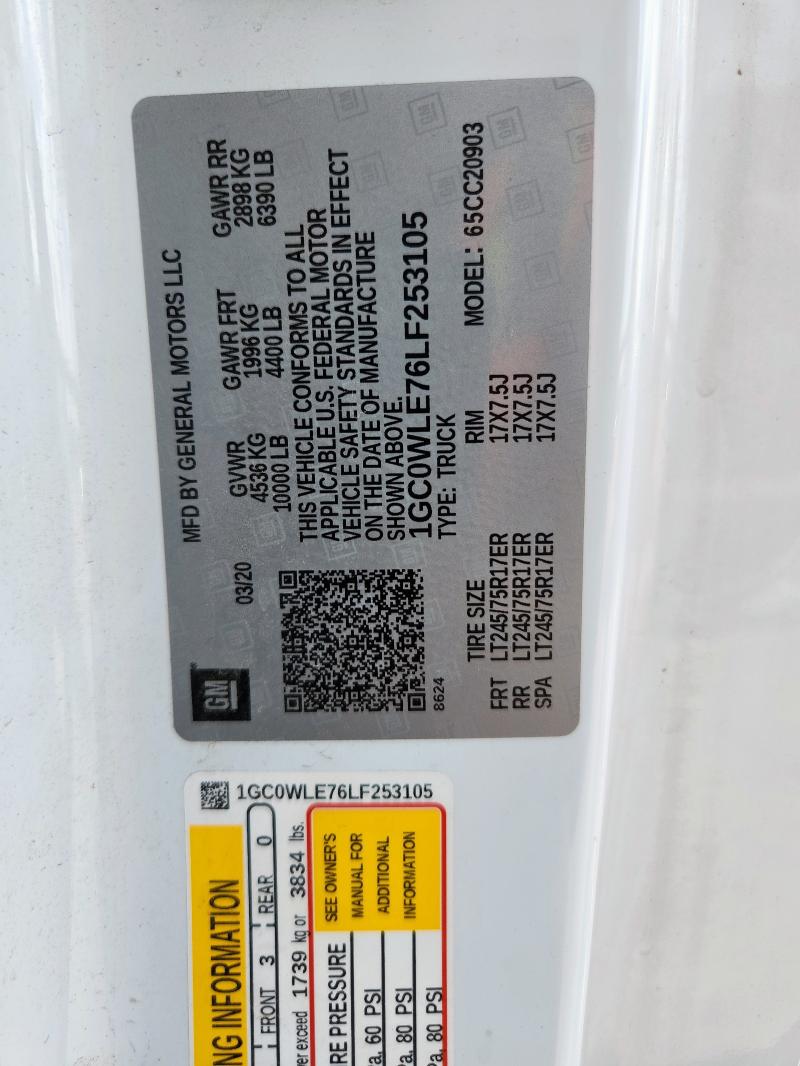 MFD BY GENERAL MOTORS LLC
GM
03/20
GVWR GAWR FRT GAWR RR
4536 KG 1996 KG 2898 KG
10000 LB 4400 LB 6390 LB
THIS VEHICLE CONFORMS TO ALL
APPLICABLE U.S. FEDERAL MOTOR
VEHICLE SAFETY STANDARDS IN EFFECT
ON THE DATE OF MANUFACTURE
SHOWN ABOVE.
1GC0WLE76LF253105
TYPE: TRUCK
8624
MODEL: 65CC20903
TIRE SIZE RIM
FRT LT245/75R17ER 17X7.5J
RR LT245/75R17ER 17X7.5J
SPA LT245/75R17ER 17X7.5J
1GC0WLE76LF253105
NG INFORMATION
FRONT 3 REAR 0
er exceed 1739 kg or 3834 lbs.
RE PRESSURE
a, 60 PSI
a, 80 PSI
a, 80 PSI
SEE OWNER'S
MANUAL FOR
ADDITIONAL
INFORMATION